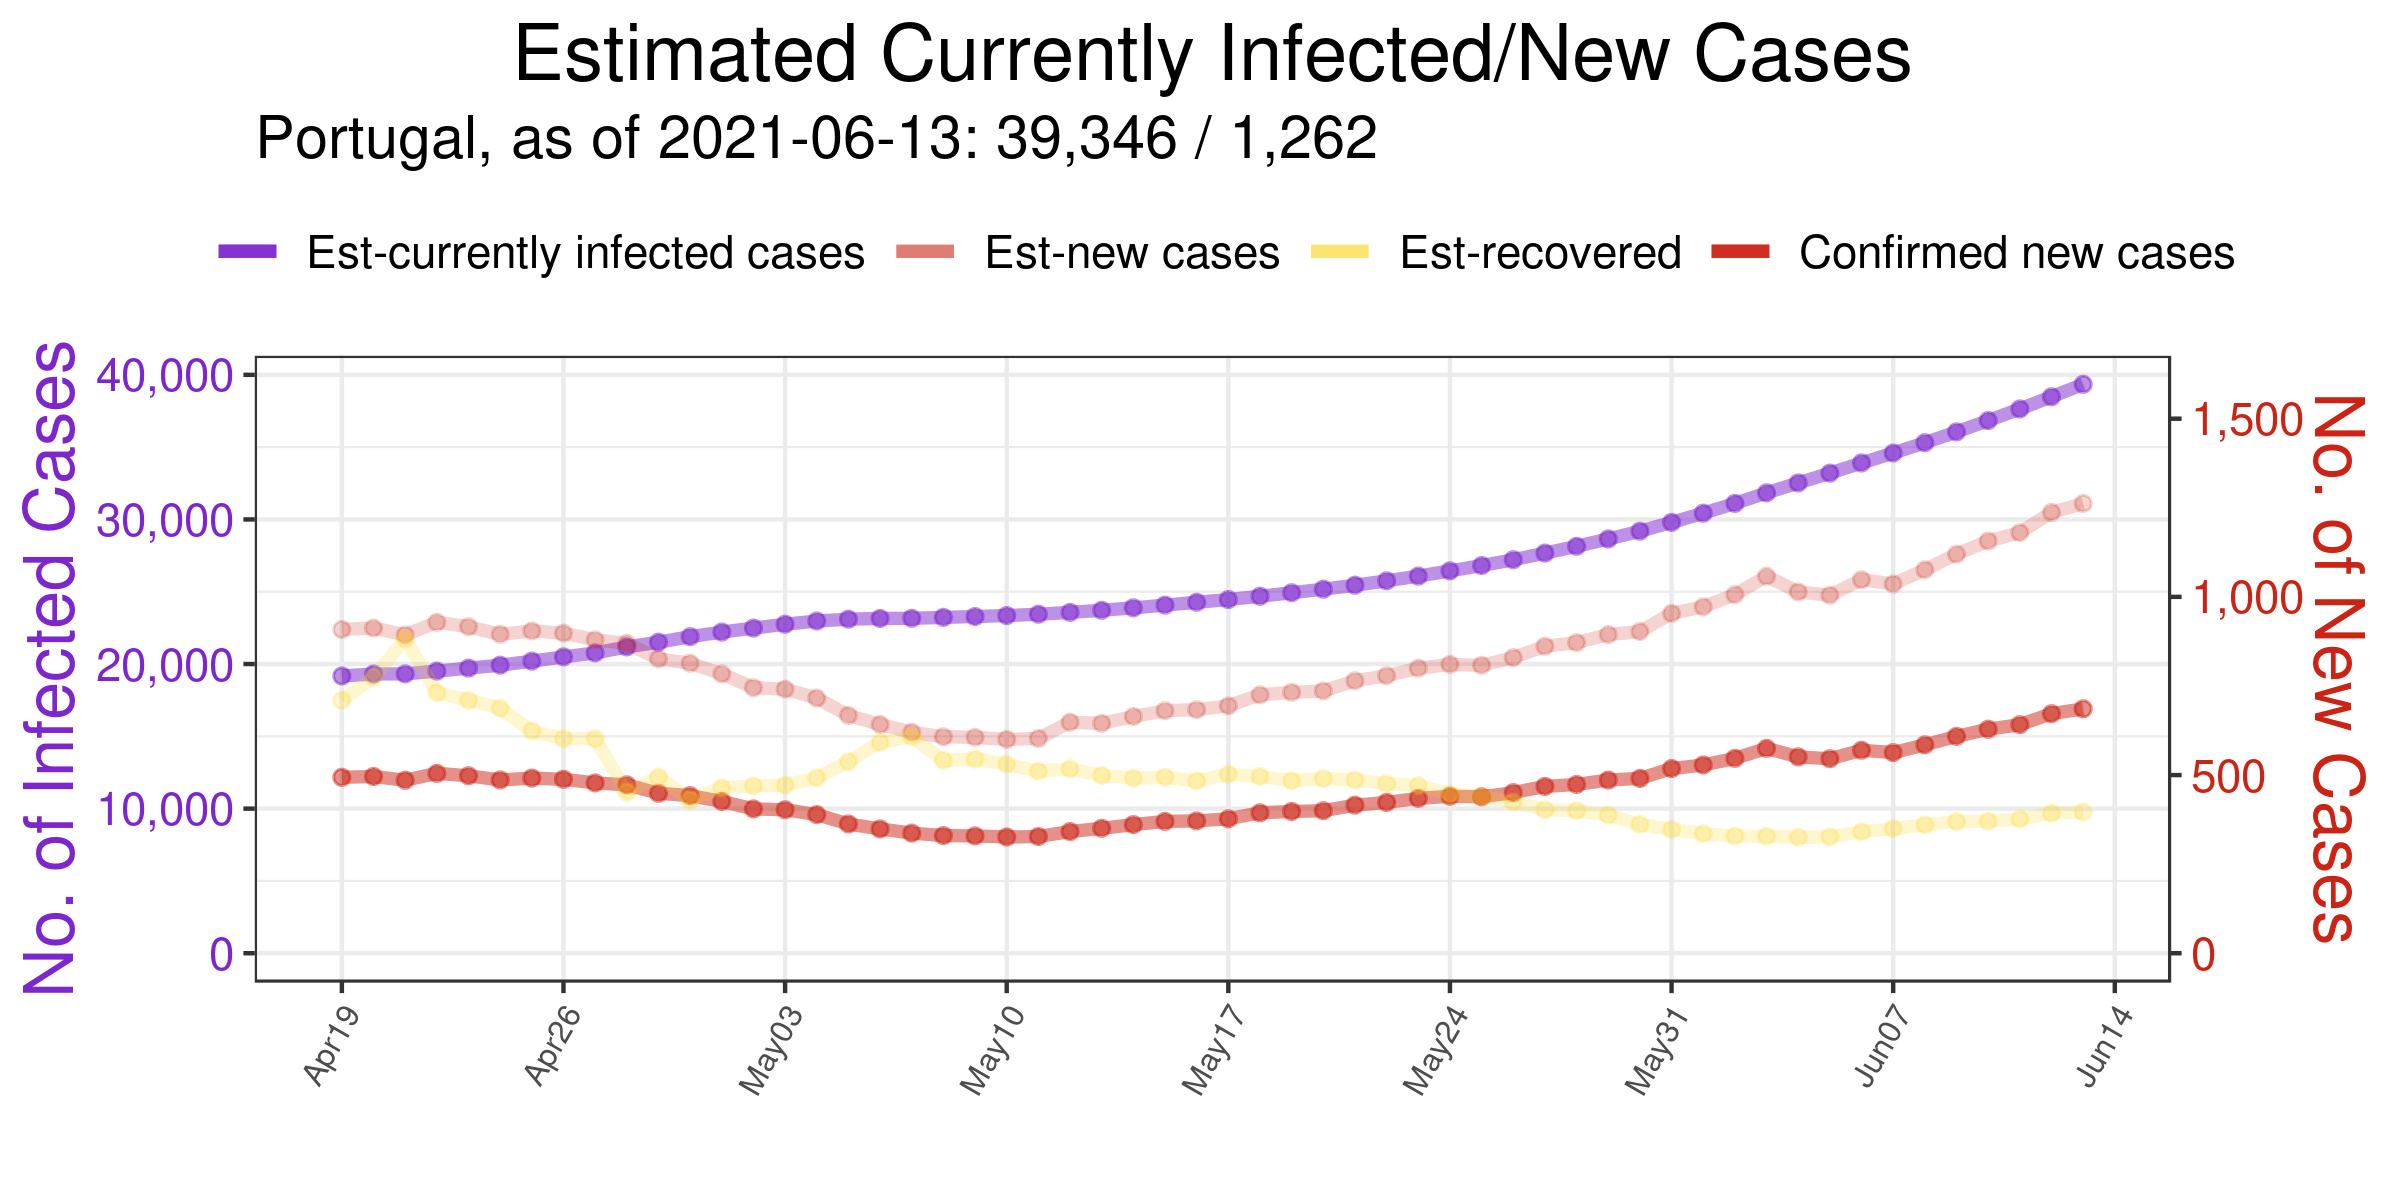 Estimated Currently Infected/New Cases
Portugal, as of 2021-06-13: 39,346 / 1,262
Est-currently infected cases Est-new cases Est-recovered Confirmed new cases
No. of Infected Cases
40,000
30,000
20,000
10,000
0
1,500
1,000
500
0
No. of New Cases
Apr19 Apr26 May03 May10 May17 May24 May31 Jun07 Jun14